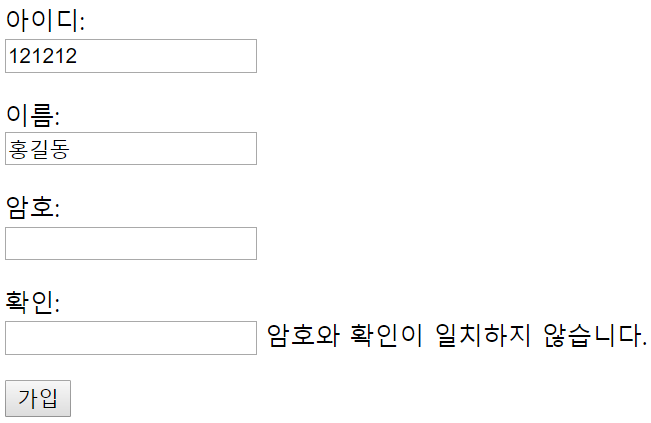 아이디:
121212
이름:
홍길동
암호:
확인:
암호와 확인이 일치하지 않습니다.
가입